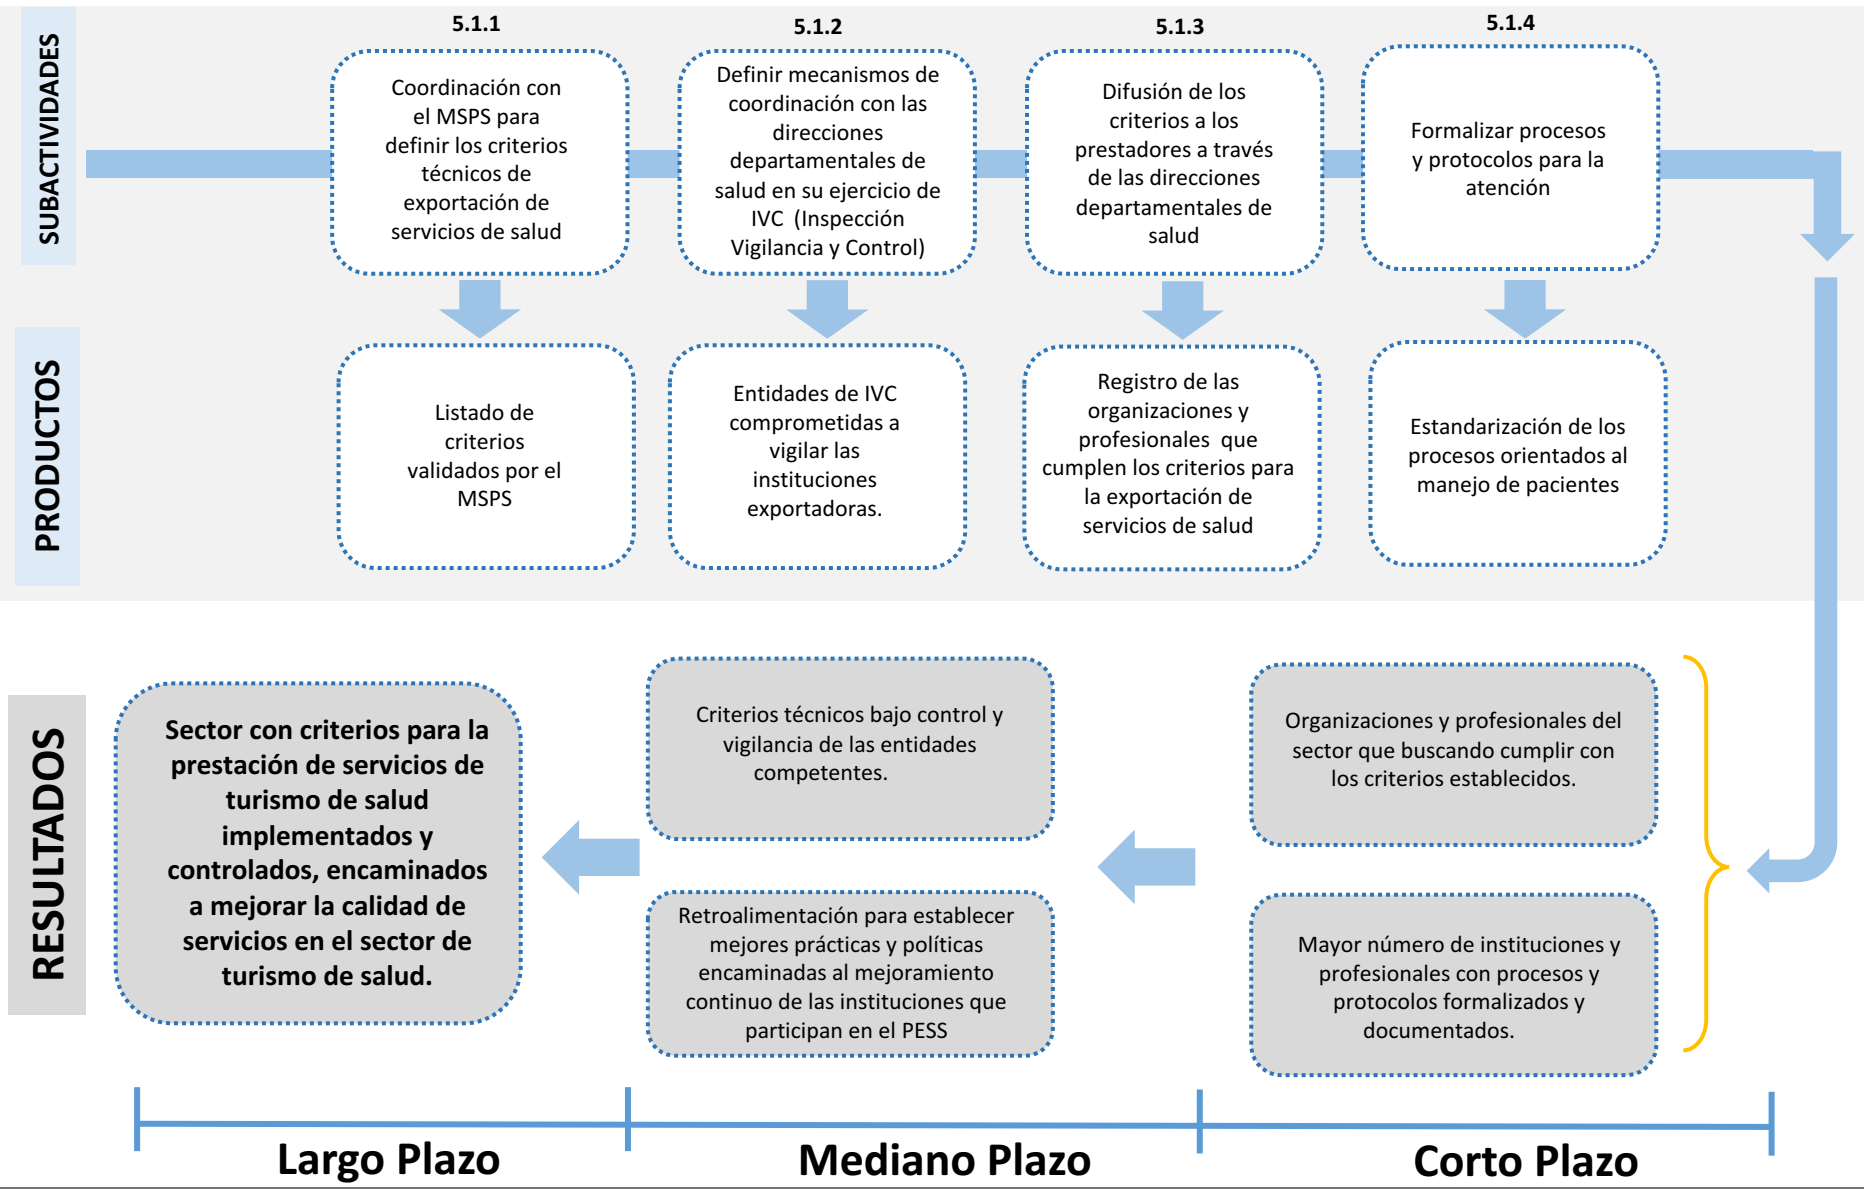 SUBACTIVIDADES
5.1.1
Coordinación con
el MSPS para
definir los criterios
técnicos de
exportación de
servicios de salud
5.1.2
Definir mecanismos de
coordinación con las
direcciones
departamentales de
salud en su ejercicio de
IVC (Inspección
Vigilancia y Control)
5.1.3
Difusión de los
criterios a los
prestadores a través
de las direcciones
departamentales de
salud
5.1.4
Formalizar procesos
y protocolos para la
atención
PRODUCTOS
Listado de
criterios
validados por el
MSPS
Entidades de IVC
comprometidas a
vigilar las
instituciones
exportadoras.
Registro de las
organizaciones y
profesionales que
cumplen los criterios para
la exportación de
servicios de salud
Estandarización de los
procesos orientados al
manejo de pacientes
RESULTADOS
Sector con criterios para la
prestación de servicios de
turismo de salud
implementados y
controlados, encaminados
a mejorar la calidad de
servicios en el sector de
turismo de salud.
Criterios técnicos bajo control y
vigilancia de las entidades
competentes.
Retroalimentación para establecer
mejores prácticas y políticas
encaminadas al mejoramiento
continuo de las instituciones que
participan en el PESS
Organizaciones y profesionales del
sector que buscando cumplir con
los criterios establecidos.
Mayor número de instituciones y
profesionales con procesos y
protocolos formalizados y
documentados.
Largo Plazo
Mediano Plazo
Corto Plazo